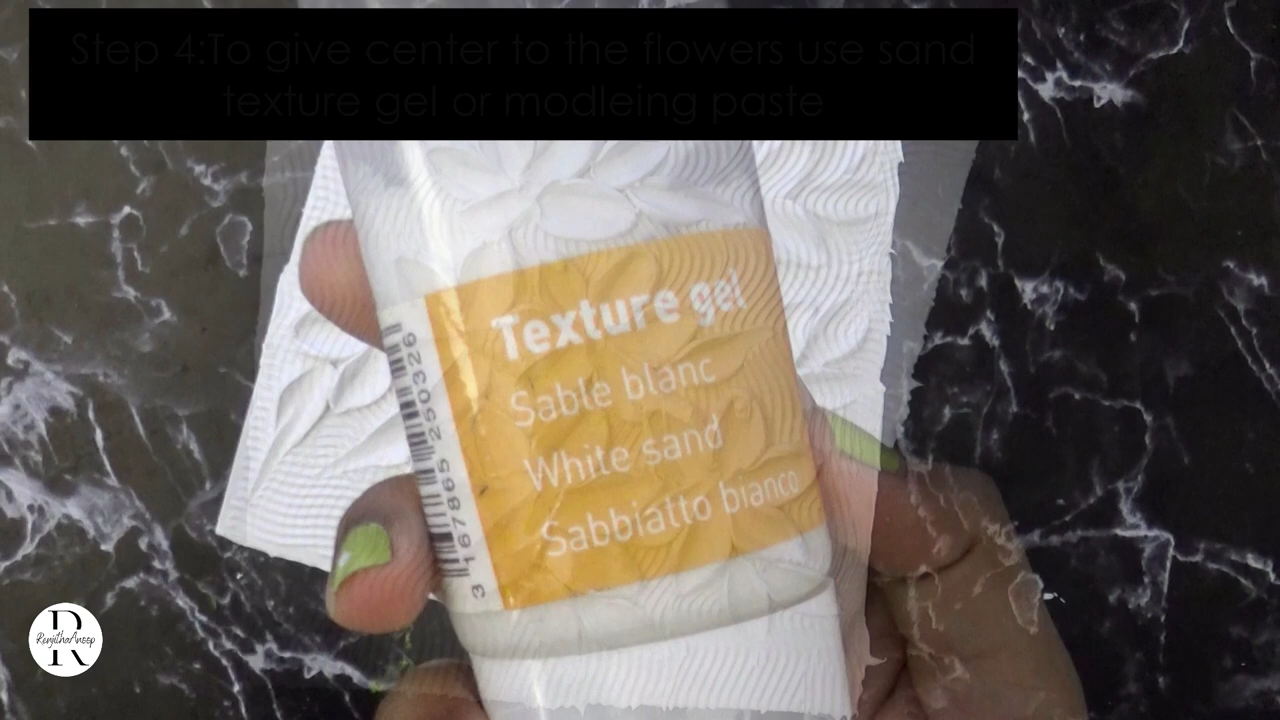 Step 4:To give center to the flowers use sand
texture gel or modleing paste
Texture gel
Sable blanc
White sand
Sabbiatto bianco
3 167865 250326
R
RenjithaAnoop